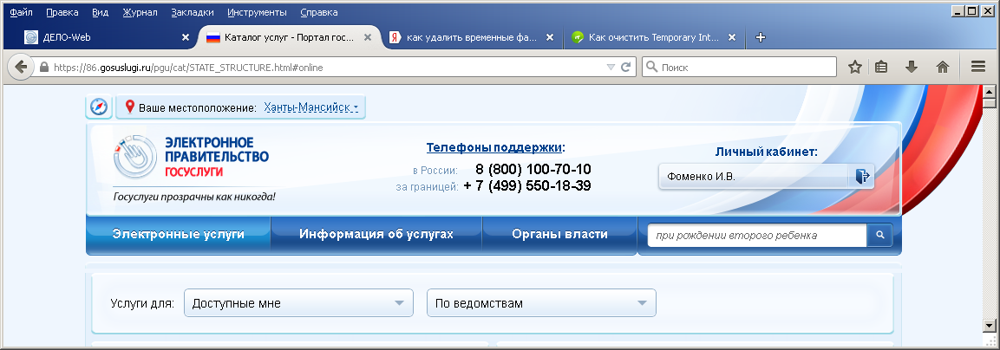 Файл Правка Вид Журнал Закладки Инструменты Справка
ДЕЛО-Web
Каталог услуг - Портал гос...
как удалить временные фа...
Как очистить Temporary Int...
https://86.gosuslugi.ru/pgu/cat/STATE_STRUCTURE.html#online
Поиск
Ваше местоположение: Ханты-Мансийск
ЭЛЕКТРОННОЕ
ПРАВИТЕЛЬСТВО
ГОСУСЛУГИ
Госуслуги прозрачны как никогда!
Телефоны поддержки:
в России: 8 (800) 100-70-10
за границей: + 7 (499) 550-18-39
Личный кабинет:
Фоменко И.В.
Электронные услуги
Информация об услугах
Органы власти
при рождении второго ребенка
Услуги для: Доступные мне
По ведомствам